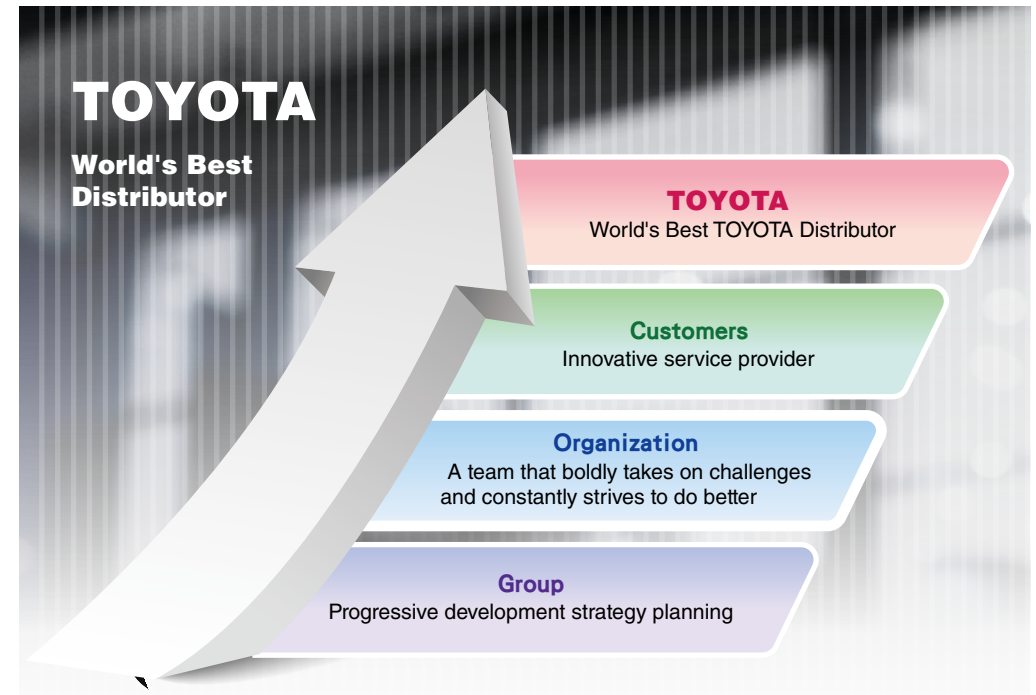 TOYOTA
World's Best
Distributor
TOYOTA
World's Best TOYOTA Distributor
Customers
Innovative service provider
Organization
A team that boldly takes on challenges
and constantly strives to do better
Group
Progressive development strategy planning